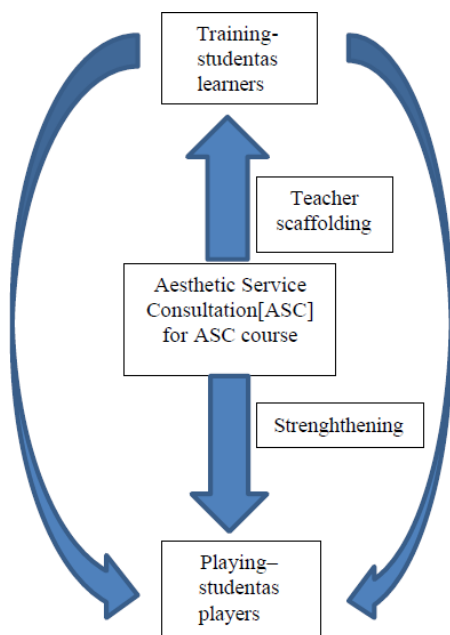 Training-
studentas
learners
Teacher
scaffolding
Aesthetic Service
Consultation[ASC]
for ASC course
Strenghthening
Playing–
studentas
players